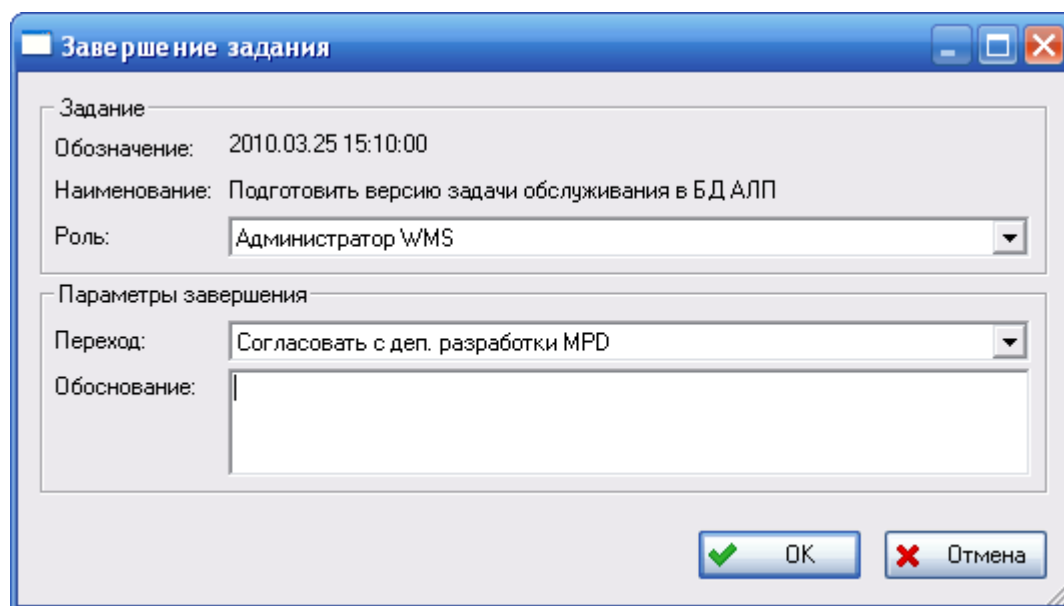 Завершение задания
Задание
Обозначение: 2010.03.25 15:10:00
Наименование: Подготовить версию задачи обслуживания в БД АЛП
Роль: Администратор WMS
Параметры завершения
Переход: Согласовать с деп. разработки MPD
Обоснование:
OK Отмена